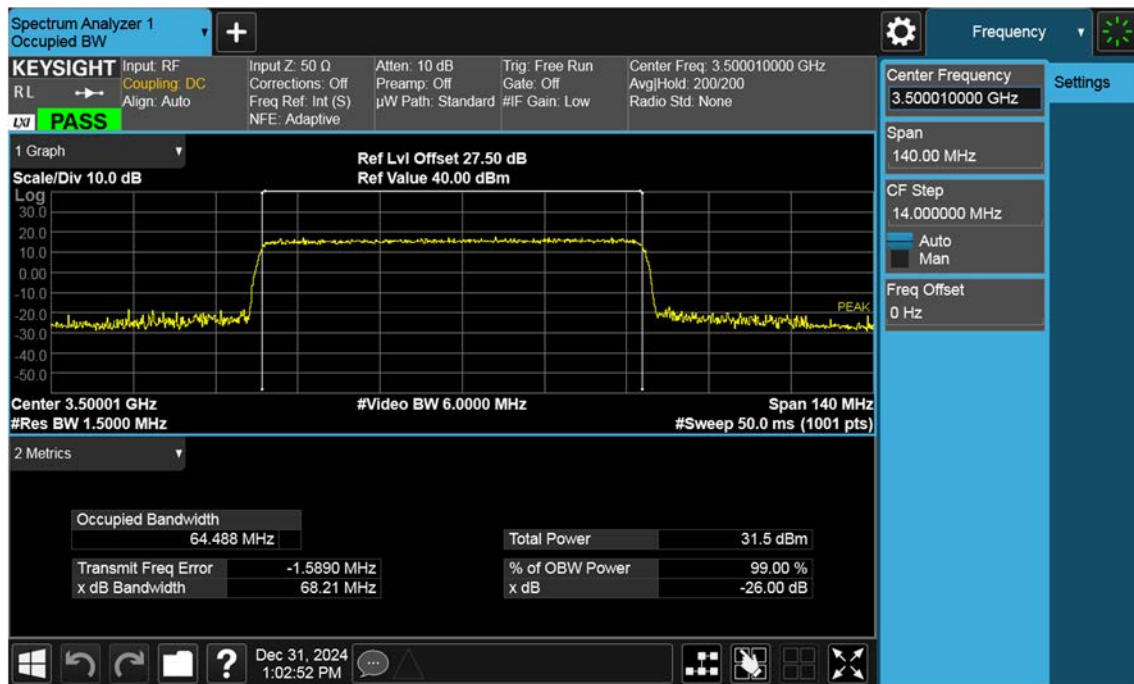 Spectrum Analyzer 1
Occupied BW
+
Frequency
KEYSIGHT
R L
LXI PASS
Input: RF
Coupling: DC
Align: Auto
Input Z: 50 Ω
Corrections: Off
Freq Ref: Int (S)
NFE: Adaptive
Atten: 10 dB
Preamp: Off
µW Path: Standard
Trig: Free Run
Gate: Off
#IF Gain: Low
Center Freq: 3.500010000 GHz
Avg|Hold: 200/200
Radio Std: None
Center Frequency
3.500010000 GHz
Settings
Span
140.00 MHz
CF Step
14.000000 MHz
Auto
Man
Freq Offset
0 Hz
1 Graph
Scale/Div 10.0 dB
Ref Lvl Offset 27.50 dB
Ref Value 40.00 dBm
Log
30.0
20.0
10.0
0.00
-10.0
-20.0
-30.0
-40.0
-50.0
PEAK
Center 3.50001 GHz
#Video BW 6.0000 MHz
Span 140 MHz
#Res BW 1.5000 MHz
#Sweep 50.0 ms (1001 pts)
2 Metrics
Occupied Bandwidth
64.488 MHz
Total Power 31.5 dBm
Transmit Freq Error -1.5890 MHz
% of OBW Power 99.00 %
x dB Bandwidth 68.21 MHz
x dB -26.00 dB
?
Dec 31, 2024
1:02:52 PM